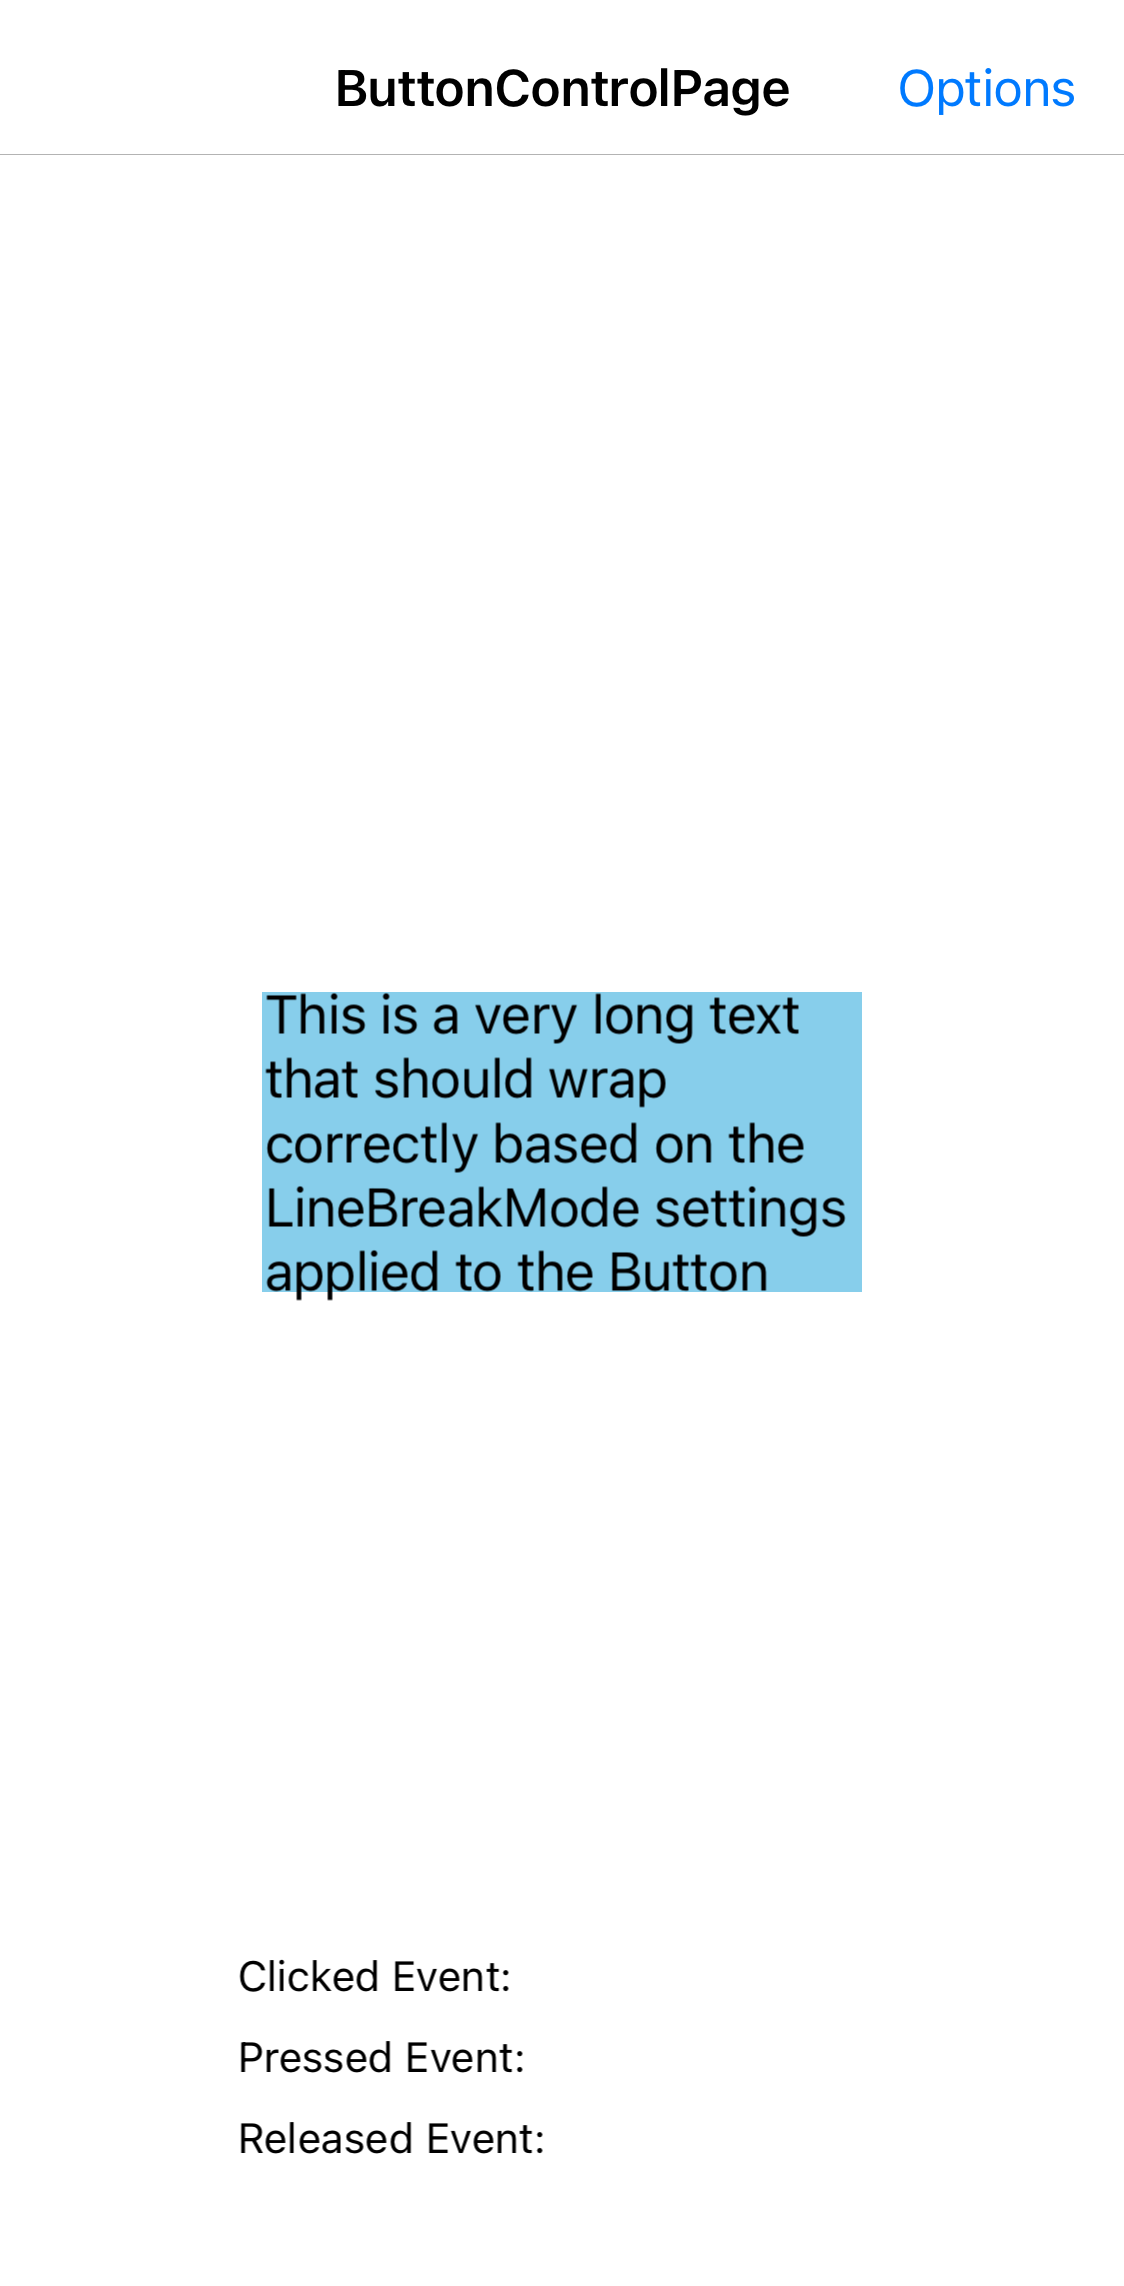 ButtonControlPage
Options
This is a very long text
that should wrap
correctly based on the
LineBreakMode settings
applied to the Button
Clicked Event:
Pressed Event:
Released Event: